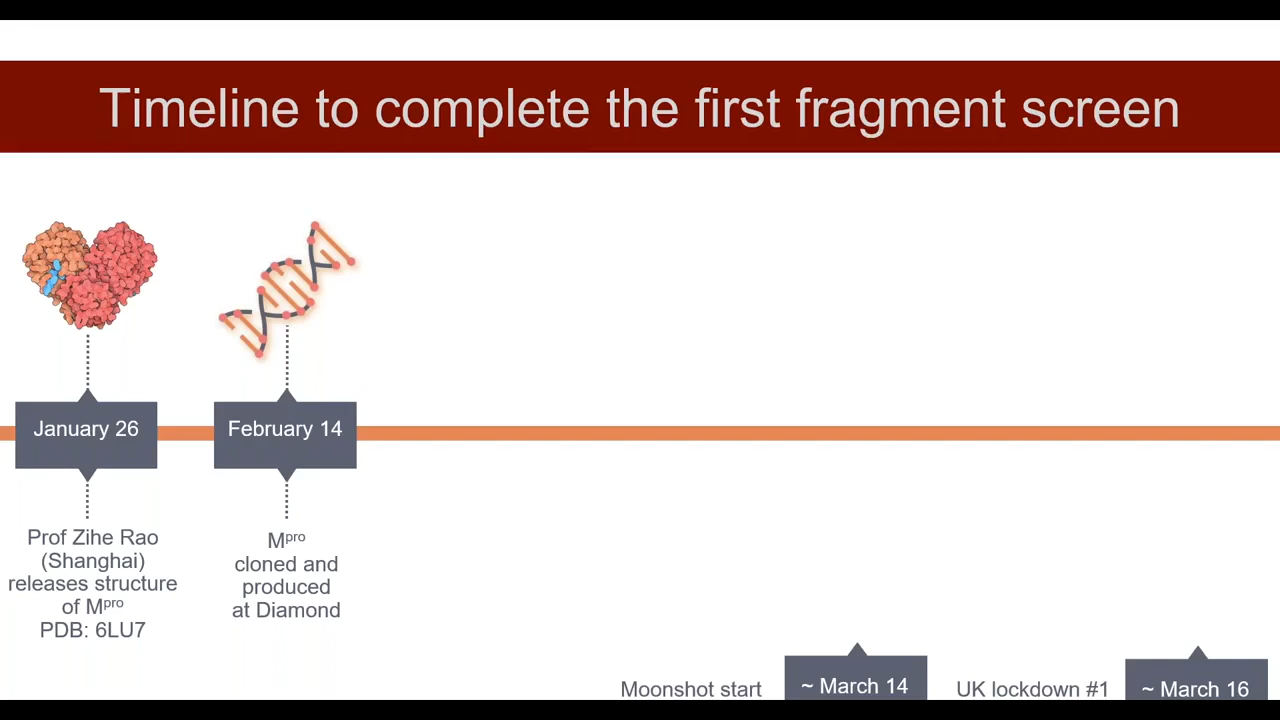 Timeline to complete the first fragment screen
January 26
February 14
Prof Zihe Rao
(Shanghai)
releases structure
of Mᵖʳᵒ
PDB: 6LU7
Mᵖʳᵒ
cloned and
produced
at Diamond
Moonshot start
~ March 14
UK lockdown #1
~ March 16